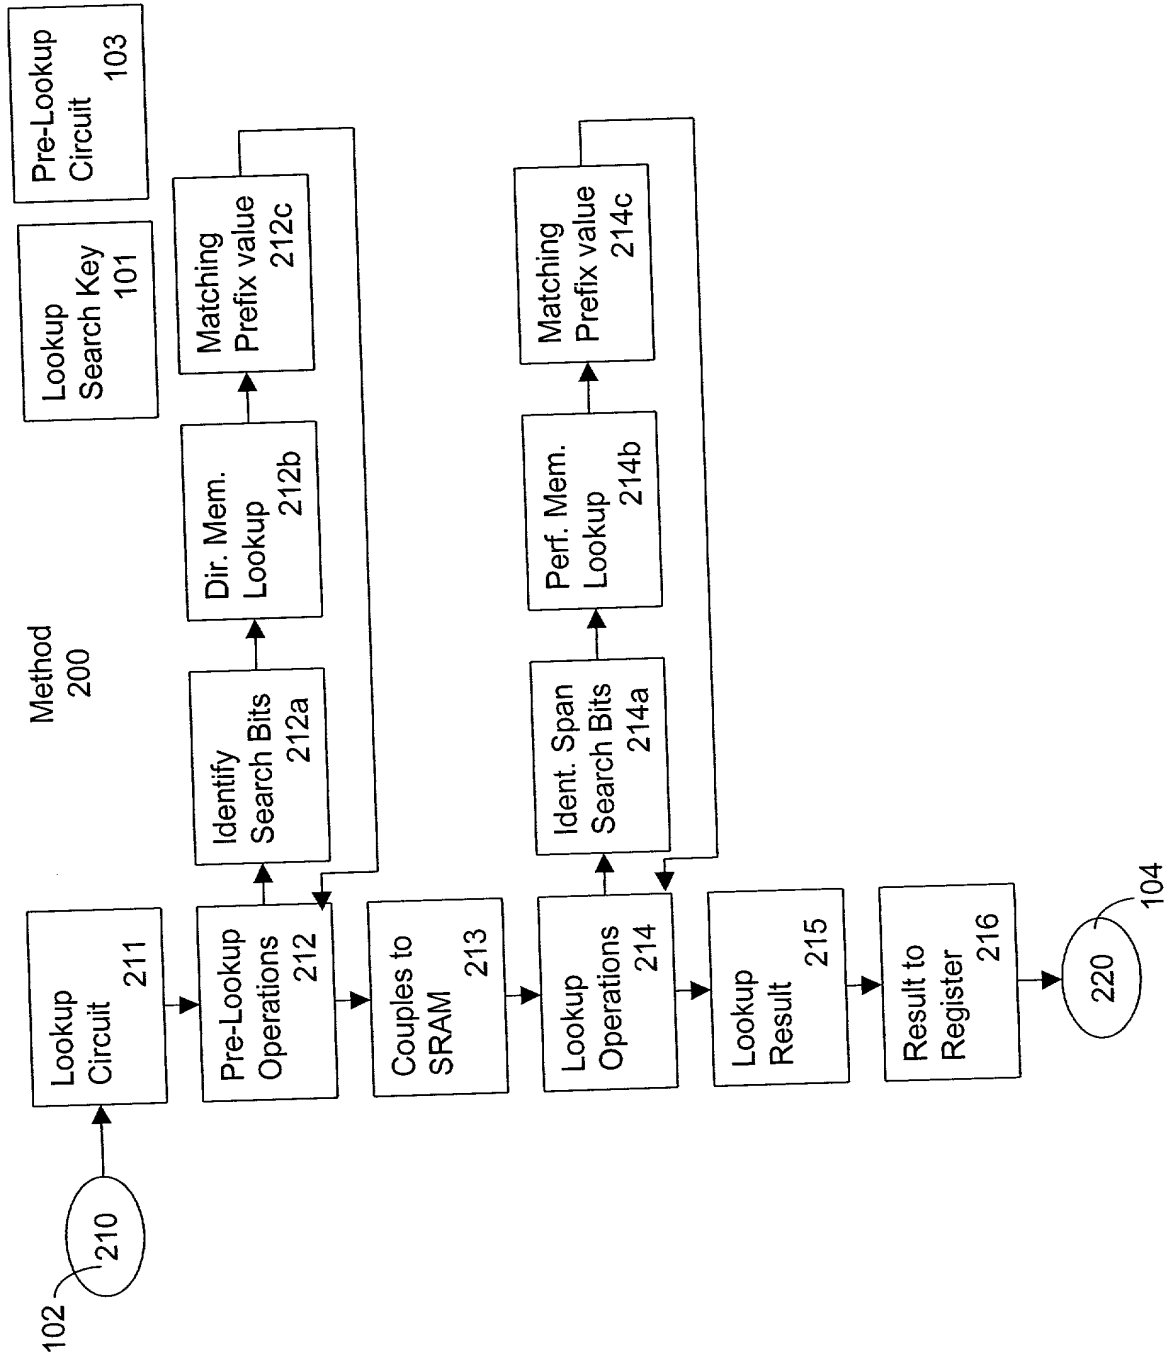 Method
200
Lookup
Search Key
101
Pre-Lookup
Circuit
103
102
210
Lookup
Circuit
211
Pre-Lookup
Operations
212
Identify
Search Bits
212a
Dir. Mem.
Lookup
212b
Matching
Prefix value
212c
Couples to
SRAM
213
Lookup
Operations
214
Ident. Span
Search Bits
214a
Perf. Mem.
Lookup
214b
Matching
Prefix value
214c
Lookup
Result
215
Result to
Register
216
220
104